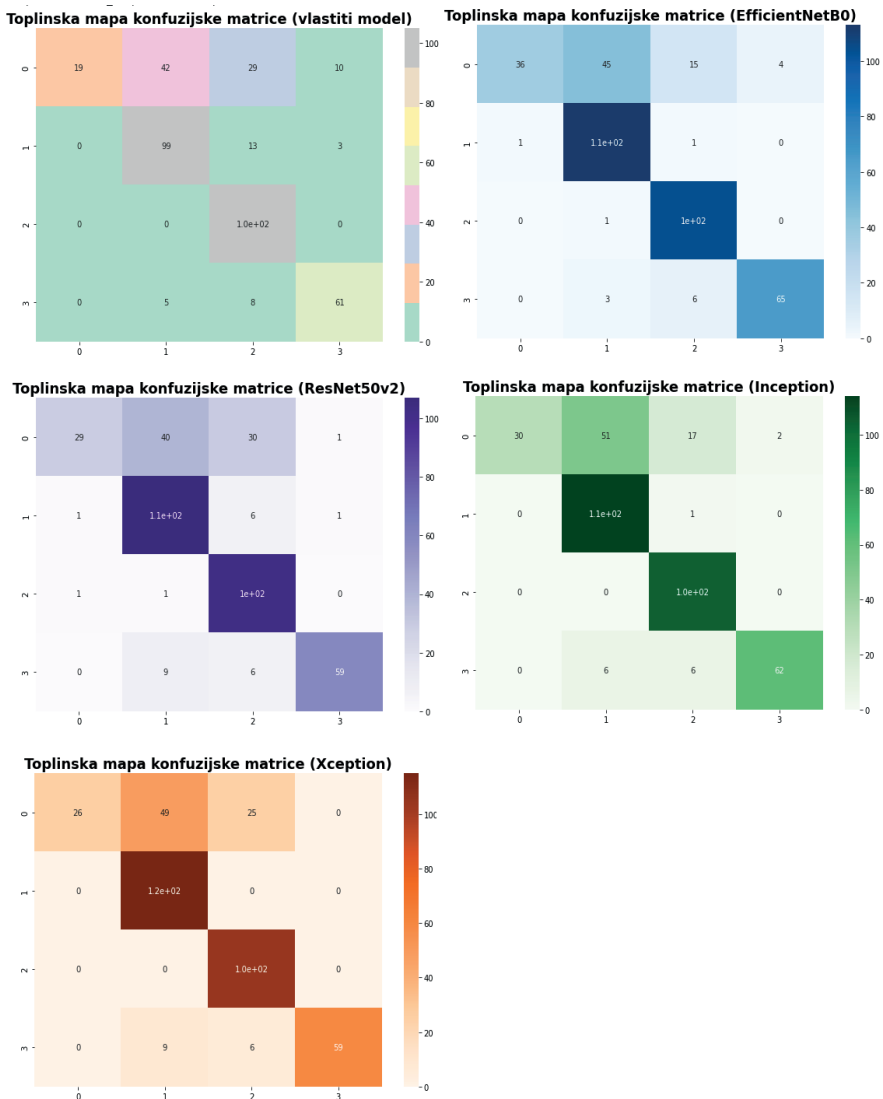 Toplinska mapa konfuzijske matrice (vlastiti model)
0 19 42 29 10
1 0 99 13 3
2 0 0 1.0e+02 0
3 0 5 8 61
0 1 2 3
100
80
60
40
20
0
Toplinska mapa konfuzijske matrice (EfficientNetB0)
0 36 45 15 4
1 1 1.1e+02 1 0
2 0 1 1e+02 0
3 0 3 6 65
0 1 2 3
100
80
60
40
20
0
Toplinska mapa konfuzijske matrice (ResNet50v2)
0 29 40 30 1
1 1 1.1e+02 6 1
2 1 1 1e+02 0
3 0 9 6 59
0 1 2 3
100
80
60
40
20
0
Toplinska mapa konfuzijske matrice (Inception)
0 30 51 17 2
1 0 1.1e+02 1 0
2 0 0 1.0e+02 0
3 0 6 6 62
0 1 2 3
100
80
60
40
20
0
Toplinska mapa konfuzijske matrice (Xception)
0 26 49 25 0
1 0 1.2e+02 0 0
2 0 0 1.0e+02 0
3 0 9 6 59
0 1 2 3
100
80
60
40
20
0